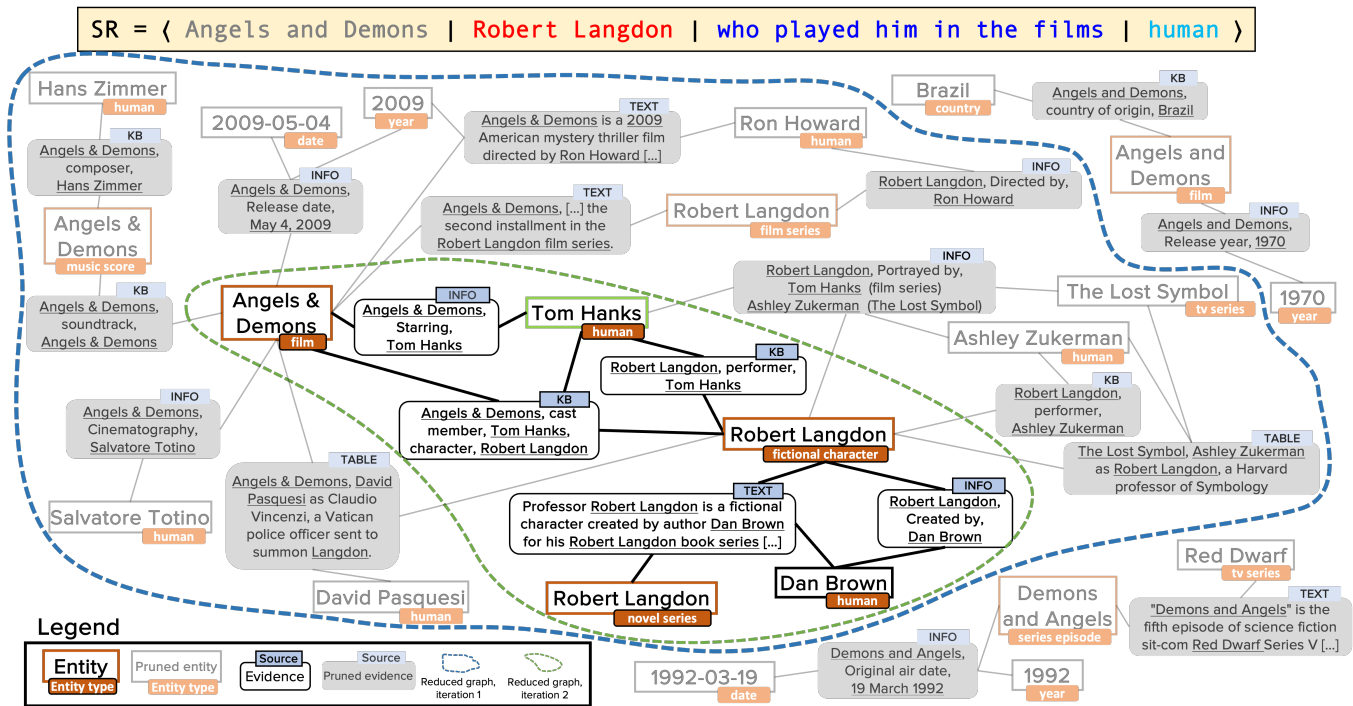 SR = ⟨ Angels and Demons | Robert Langdon | who played him in the films | human ⟩
Hans Zimmer
human
KB
Angels & Demons,
composer,
Hans Zimmer
Angels &
Demons
music score
KB
Angels & Demons,
soundtrack,
Angels & Demons
2009-05-04
date
2009
year
INFO
Angels & Demons,
Release date,
May 4, 2009
TEXT
Angels & Demons is a 2009
American mystery thriller film
directed by Ron Howard [...]
Ron Howard
human
TEXT
Angels & Demons, [...] the
second installment in the
Robert Langdon film series.
Robert Langdon
film series
INFO
Robert Langdon, Directed by,
Ron Howard
Brazil
country
KB
Angels and Demons,
country of origin, Brazil
Angels and
Demons
film
INFO
Angels and Demons,
Release year, 1970
1970
year
Angels &
Demons
film
INFO
Angels & Demons,
Starring,
Tom Hanks
Tom Hanks
human
INFO
Robert Langdon, Portrayed by,
Tom Hanks (film series)
Ashley Zukerman (The Lost Symbol)
The Lost Symbol
tv series
Ashley Zukerman
human
KB
Robert Langdon, performer,
Tom Hanks
KB
Angels & Demons, cast
member, Tom Hanks,
character, Robert Langdon
KB
Robert Langdon,
performer,
Ashley Zukerman
Robert Langdon
fictional character
TABLE
The Lost Symbol, Ashley Zukerman
as Robert Langdon, a Harvard
professor of Symbology
INFO
Angels & Demons,
Cinematography,
Salvatore Totino
Salvatore Totino
human
TABLE
Angels & Demons, David
Pasquesi as Claudio
Vincenzi, a Vatican
police officer sent to
summon Langdon.
David Pasquesi
human
TEXT
Professor Robert Langdon is a fictional
character created by author Dan Brown
for his Robert Langdon book series [...]
INFO
Robert Langdon,
Created by,
Dan Brown
Robert Langdon
novel series
Dan Brown
human
Red Dwarf
tv series
Demons
and Angels
series episode
TEXT
"Demons and Angels" is the
fifth episode of science fiction
sit-com Red Dwarf Series V [...]
INFO
Demons and Angels,
Original air date,
19 March 1992
1992-03-19
date
1992
year
Legend
Entity
Entity type
Pruned entity
Entity type
Source
Evidence
Source
Pruned evidence
Reduced graph,
iteration 1
Reduced graph,
iteration 2